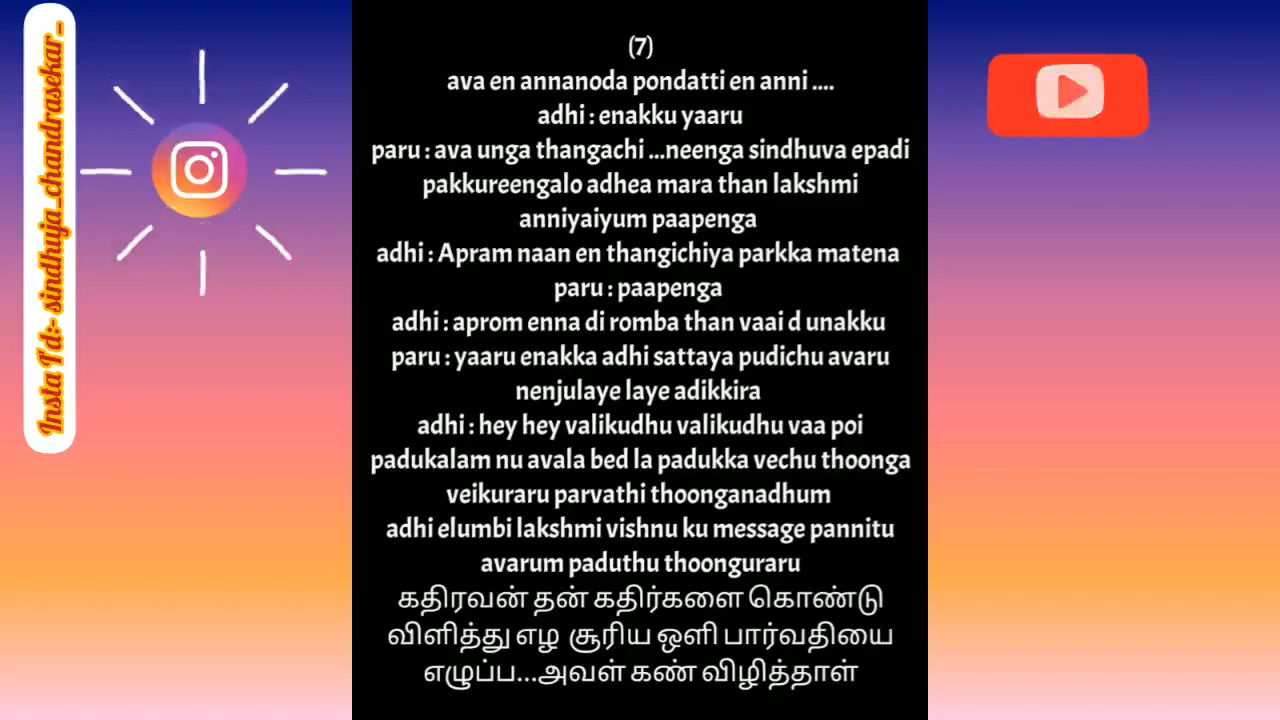 Insta I'd:- sindhuja_chandrasekar_
(7)
ava en annanoda pondatti en anni ....
adhi : enakku yaaru
paru : ava unga thangachi ...neenga sindhuva epadi
pakkureengalo adhea mara than lakshmi
anniyaiyum paapenga
adhi : Apram naan en thangichiya parkka matena
paru : paapenga
adhi : aprom enna di romba than vaai d unakku
paru : yaaru enakka adhi sattaya pudichu avaru
nenjulaye laye adikkira
adhi : hey hey valikudhu valikudhu vaa poi
padukalam nu avala bed la padukka vechu thoonga
veikuraru parvathi thoonganadhum
adhi elumbi lakshmi vishnu ku message pannitu
avarum paduthu thoonguraru
கதிரவன் தன் கதிர்களை கொண்டு
விளித்து எழ சூரிய ஒளி பார்வதியை
எழுப்ப...அவள் கண் விழித்தாள்